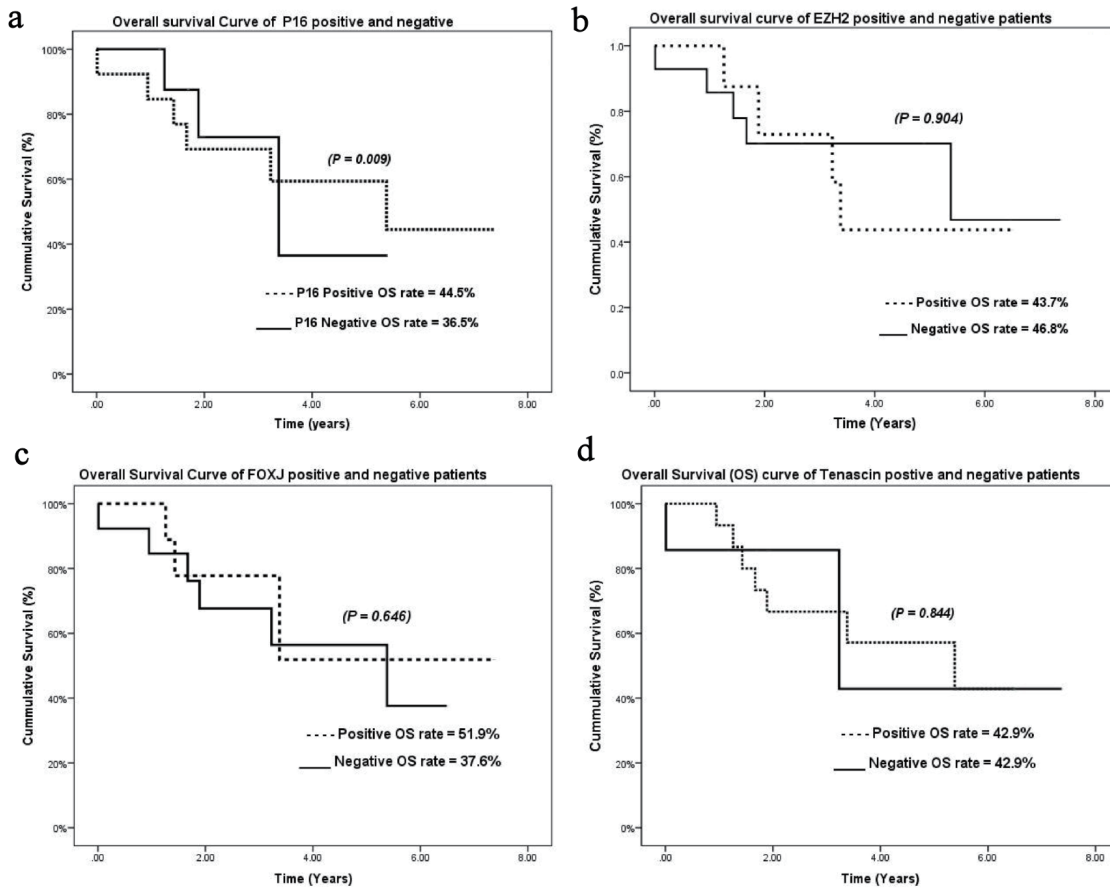 a
Overall survival Curve of P16 positive and negative
100%
80%
60%
40%
20%
0%
Cummulative Survival (%)
(P = 0.009)
P16 Positive OS rate = 44.5%
P16 Negative OS rate = 36.5%
.00 2.00 4.00 6.00 8.00
Time (years)
b
Overall survival curve of EZH2 positive and negative patients
1.0
0.8
0.6
0.4
0.2
0.0
Cummulative Survival (%)
(P = 0.904)
Positive OS rate = 43.7%
Negative OS rate = 46.8%
.00 2.00 4.00 6.00 8.00
Time (Years)
c
Overall Survival Curve of FOXJ positive and negative patients
100%
80%
60%
40%
20%
0%
Cummulative Survival (%)
(P = 0.646)
Positive OS rate = 51.9%
Negative OS rate = 37.6%
.00 2.00 4.00 6.00 8.00
Time (Years)
d
Overall Survival (OS) curve of Tenascin postive and negative patients
100%
80%
60%
40%
20%
0%
Cummulative Survival (%)
(P = 0.844)
Positive OS rate = 42.9%
Negative OS rate = 42.9%
.00 2.00 4.00 6.00 8.00
Time (Years)